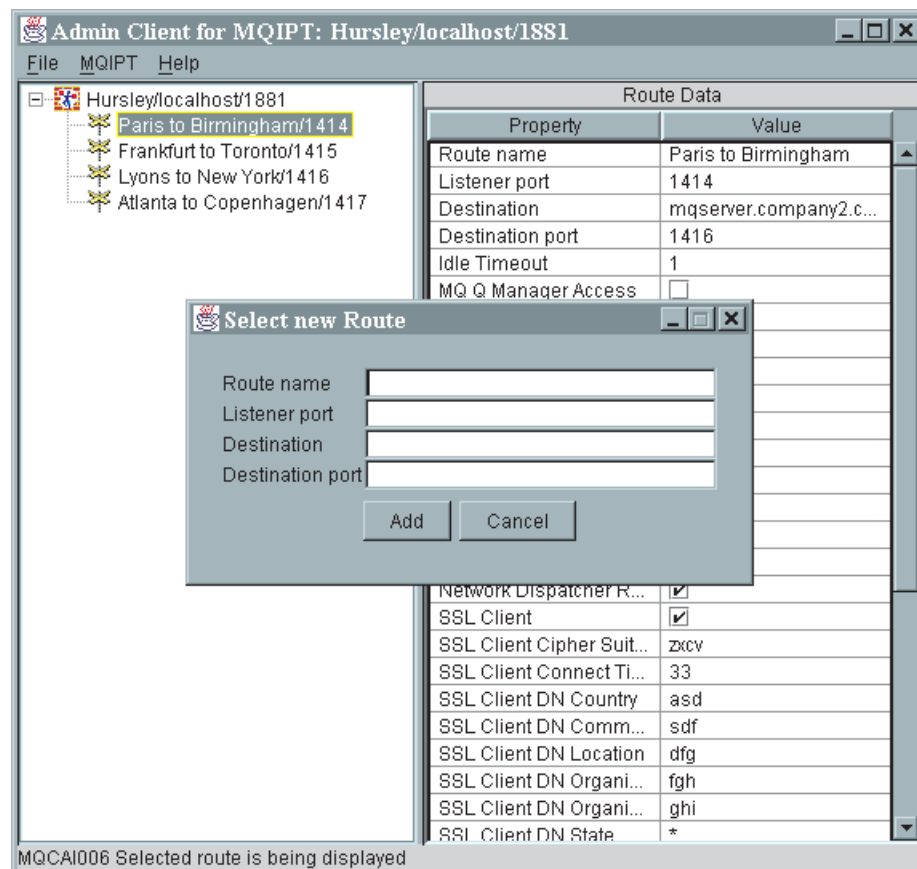 Admin Client for MQIPT: Hursley/localhost/1881
File MQIPT Help
Hursley/localhost/1881
Paris to Birmingham/1414
Frankfurt to Toronto/1415
Lyons to New York/1416
Atlanta to Copenhagen/1417
Route Data
Property Value
Route name Paris to Birmingham
Listener port 1414
Destination mqserver.company2.c...
Destination port 1416
Idle Timeout 1
MQ Q Manager Access
Select new Route
Route name
Listener port
Destination
Destination port
Add Cancel
Network Dispatcher R...
SSL Client
SSL Client Cipher Suit... zxcv
SSL Client Connect Ti... 33
SSL Client DN Country asd
SSL Client DN Comm... sdf
SSL Client DN Location dfg
SSL Client DN Organi... fgh
SSL Client DN Organi... ghi
SSL Client DN State *
MQCAI006 Selected route is being displayed